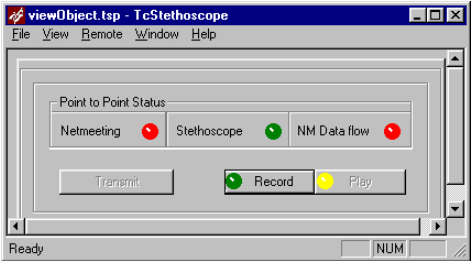 viewObject.tsp - TcStethoscope
File View Remote Window Help
Point to Point Status
Netmeeting Stethoscope NM Data flow
Transmit Record Play
Ready NUM